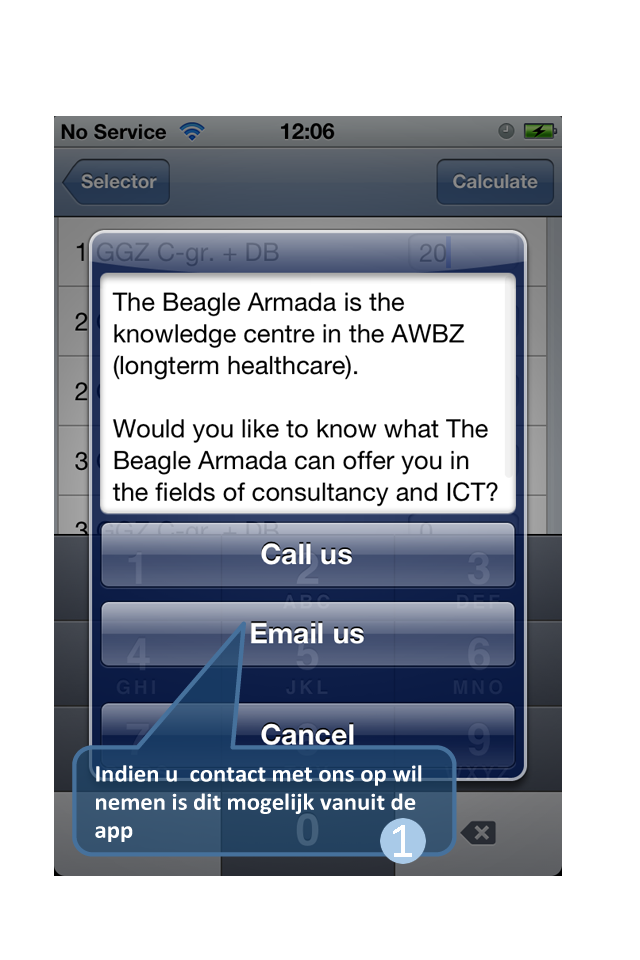 No Service 12:06
Selector Calculate
1 GGZ C-gr. + DB 20
The Beagle Armada is the
2
knowledge centre in the AWBZ
(longterm healthcare).
2
Would you like to know what The
3
Beagle Armada can offer you in
the fields of consultancy and ICT?
3 GGZ C-gr. + DB 0
Call us
1 2 3
ABC DEF
Email us
4 5 6
GHI JKL MNO
Cancel
7 8 9
Indien u contact met ons op wil
nemen is dit mogelijk vanuit de
app
0
1